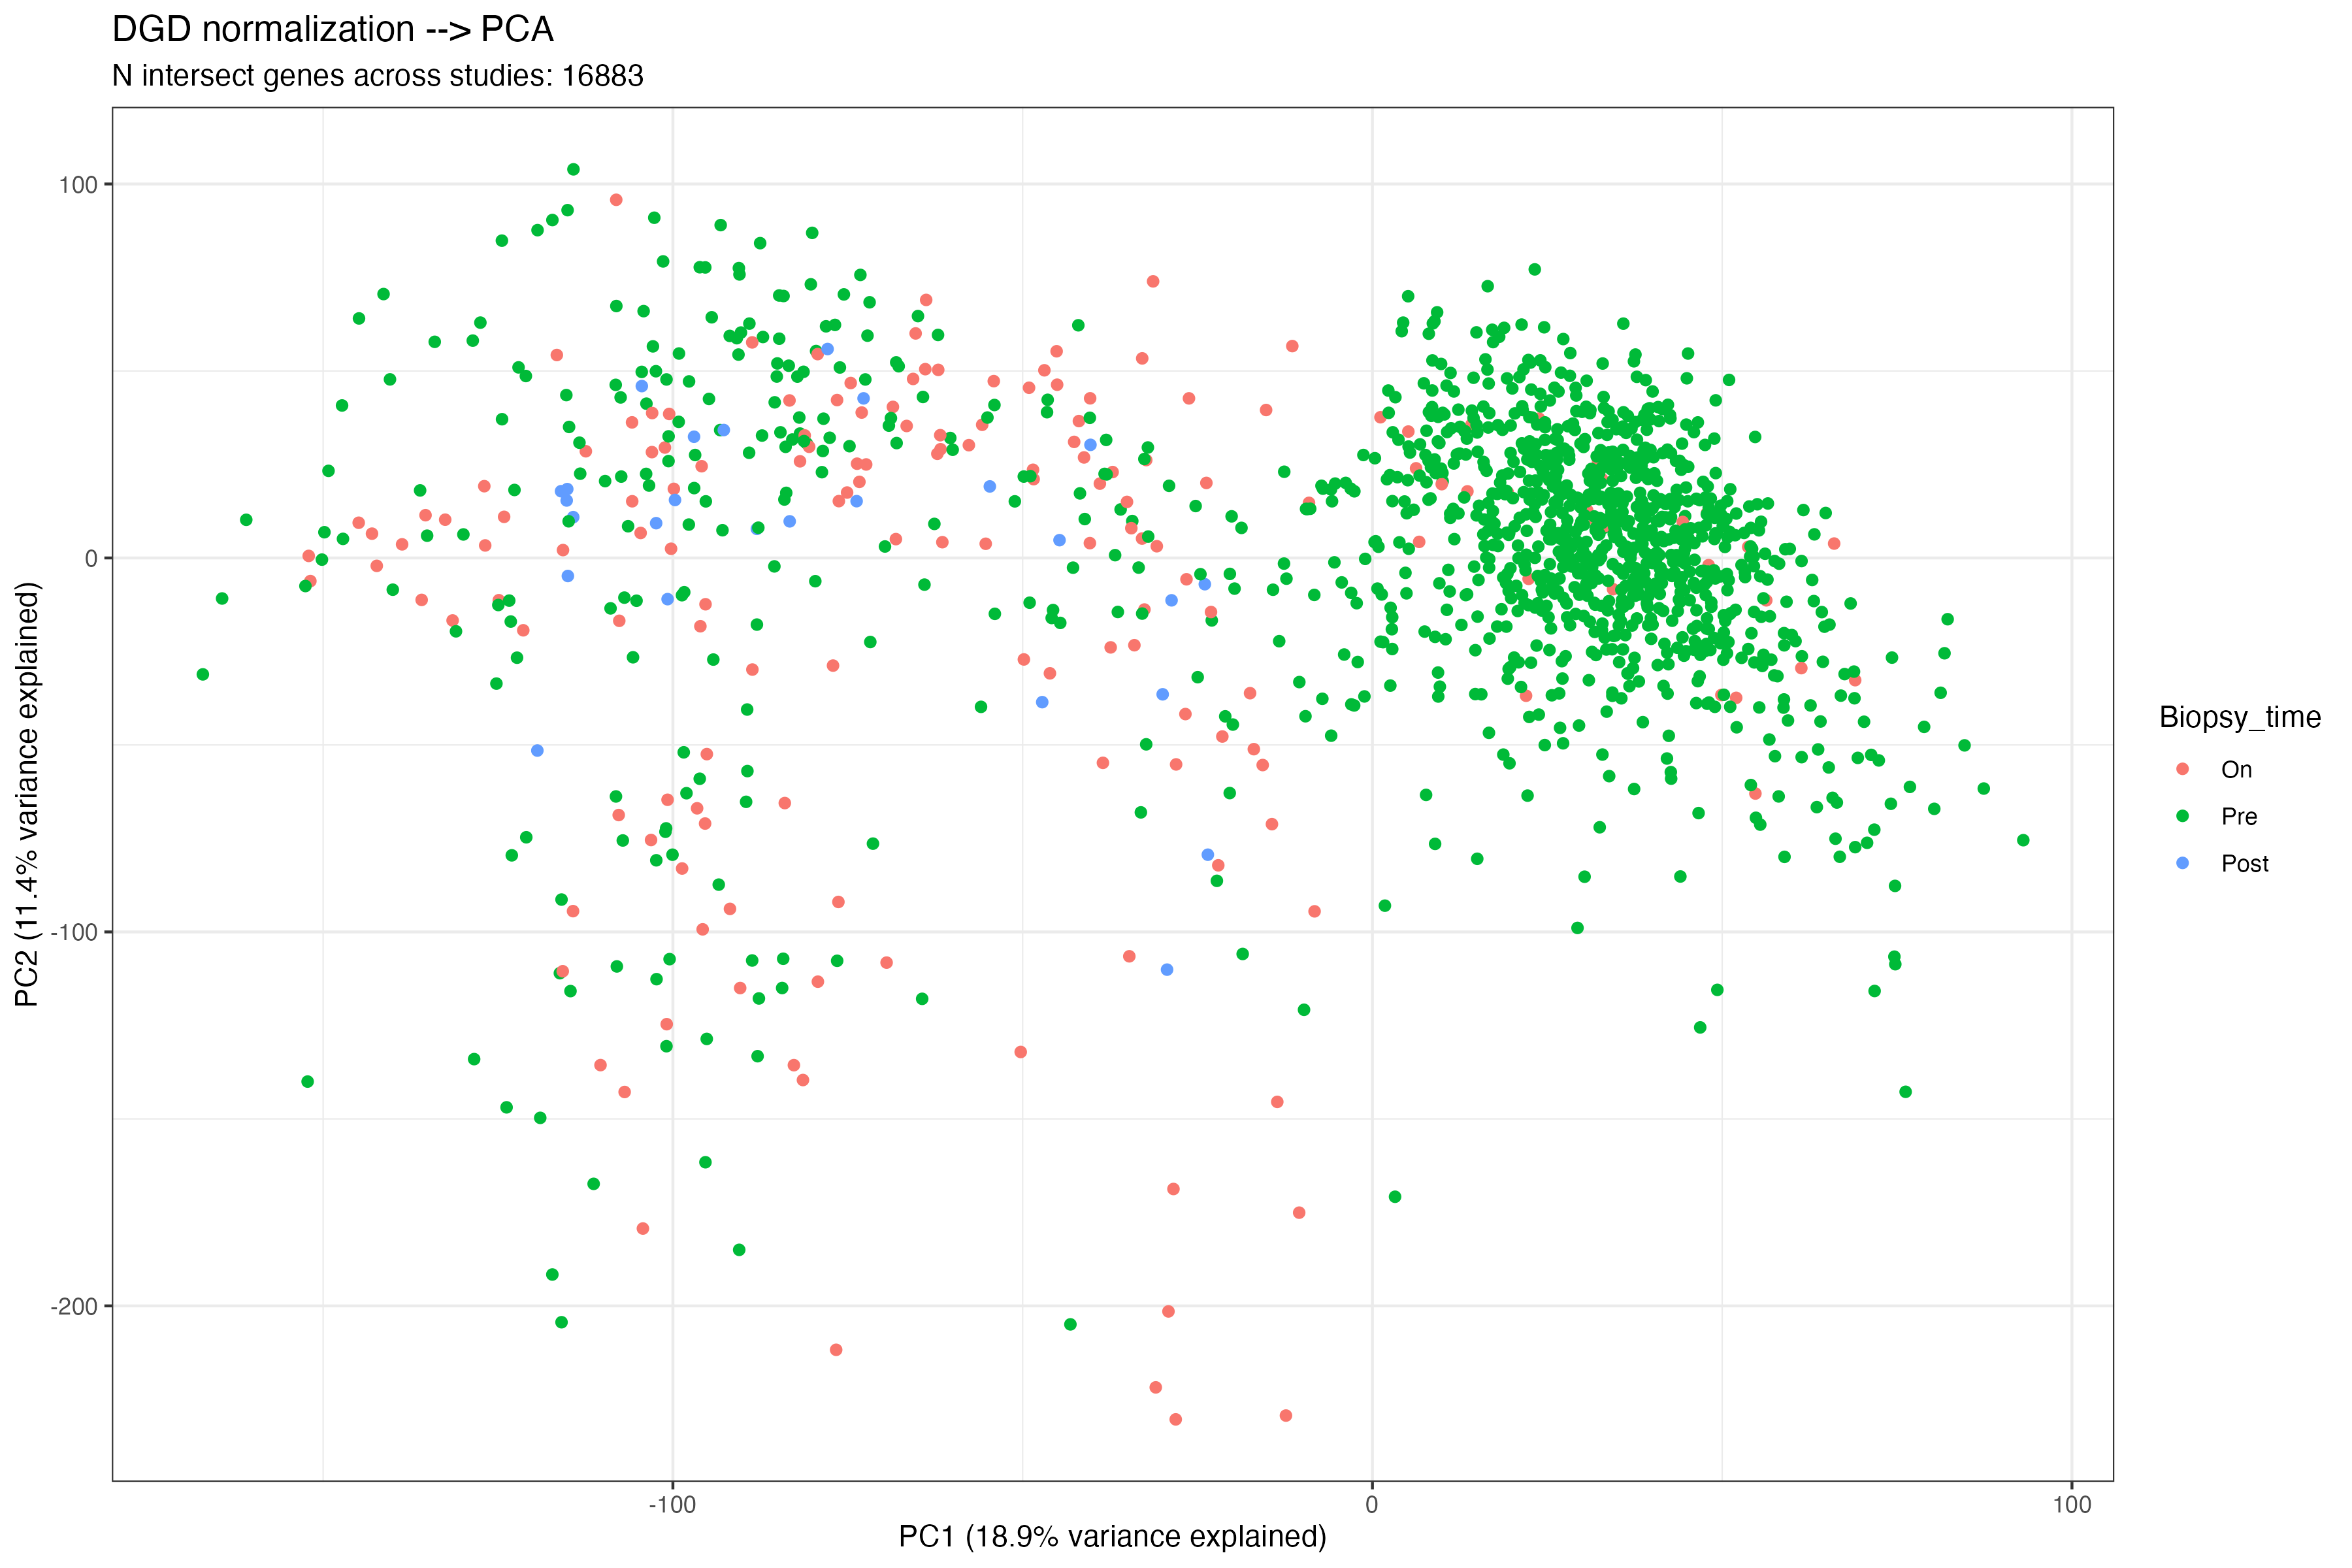 DGD normalization --> PCA
N intersect genes across studies: 16883
100
0
-100
-200
PC2 (11.4% variance explained)
-100
0
100
PC1 (18.9% variance explained)
Biopsy_time
On
Pre
Post